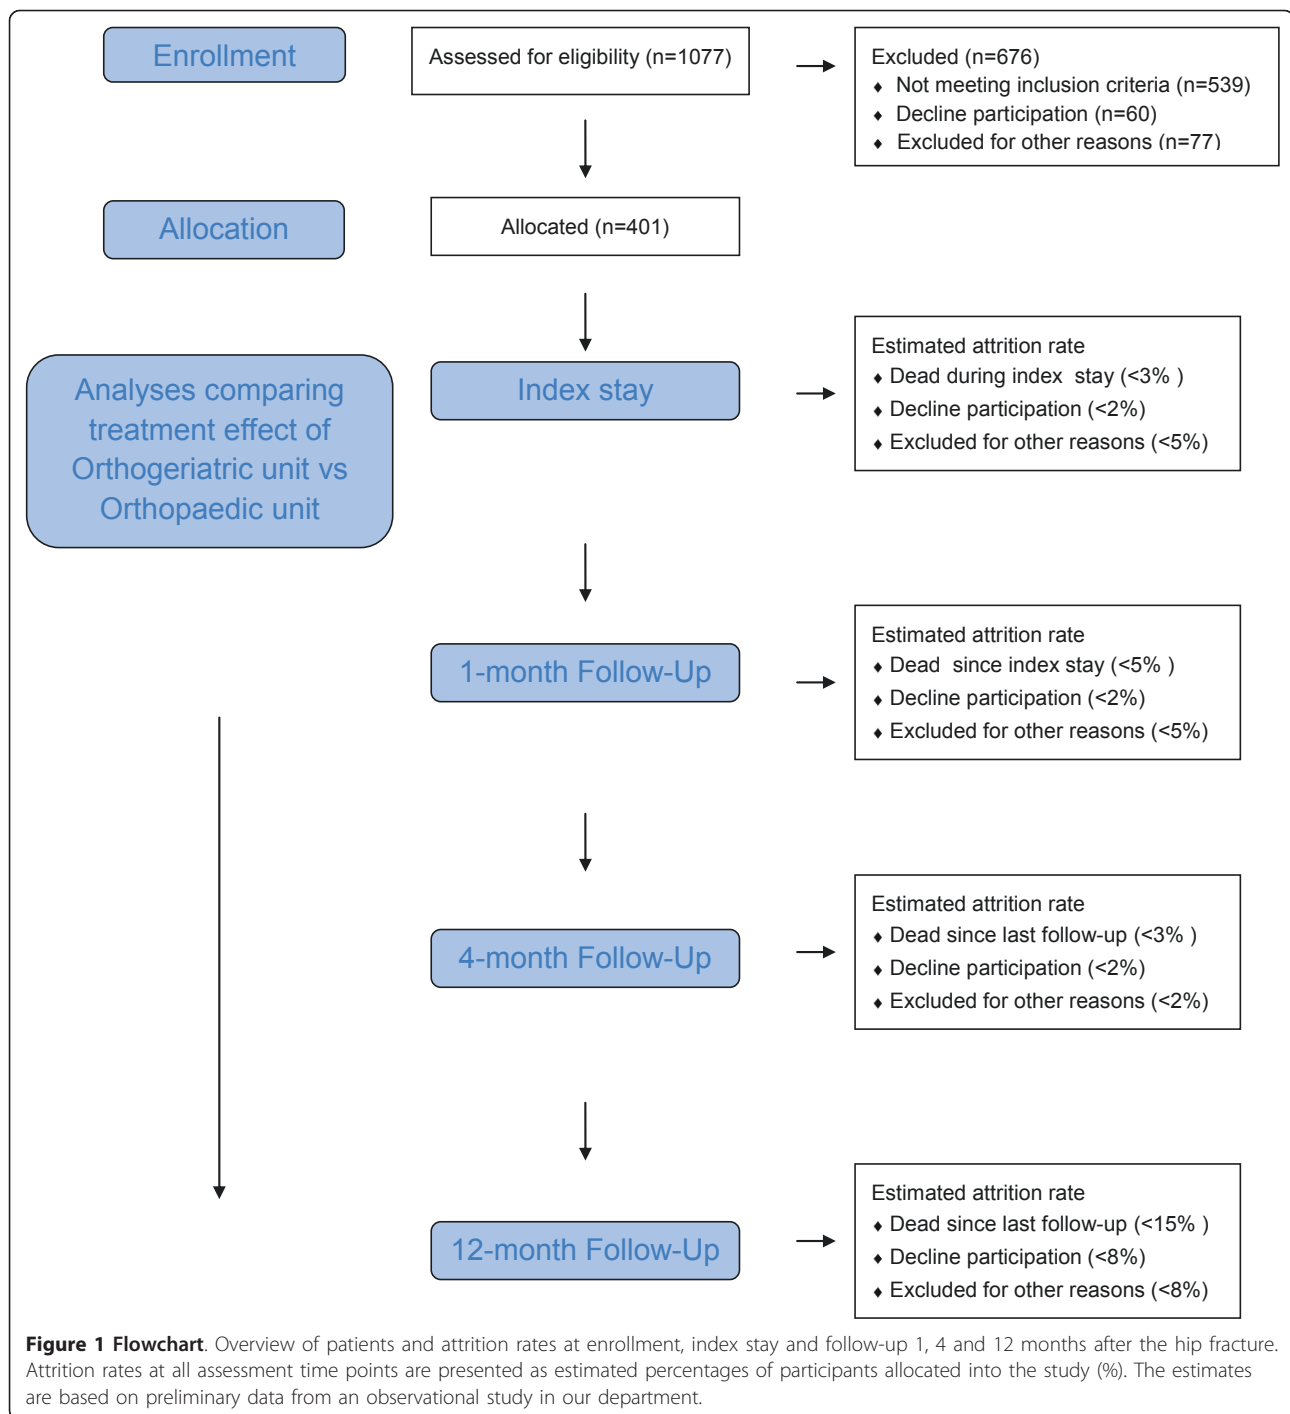 Enrollment
Assessed for eligibility (n=1077)
Excluded (n=676)
♦ Not meeting inclusion criteria (n=539)
♦ Decline participation (n=60)
♦ Excluded for other reasons (n=77)
Allocation
Allocated (n=401)
Analyses comparing
treatment effect of
Orthogeriatric unit vs
Orthopaedic unit
Index stay
Estimated attrition rate
♦ Dead during index stay (<3% )
♦ Decline participation (<2%)
♦ Excluded for other reasons (<5%)
1-month Follow-Up
Estimated attrition rate
♦ Dead since index stay (<5% )
♦ Decline participation (<2%)
♦ Excluded for other reasons (<5%)
4-month Follow-Up
Estimated attrition rate
♦ Dead since last follow-up (<3% )
♦ Decline participation (<2%)
♦ Excluded for other reasons (<2%)
12-month Follow-Up
Estimated attrition rate
♦ Dead since last follow-up (<15% )
♦ Decline participation (<8%)
♦ Excluded for other reasons (<8%)
Figure 1 Flowchart. Overview of patients and attrition rates at enrollment, index stay and follow-up 1, 4 and 12 months after the hip fracture.
Attrition rates at all assessment time points are presented as estimated percentages of participants allocated into the study (%). The estimates
are based on preliminary data from an observational study in our department.